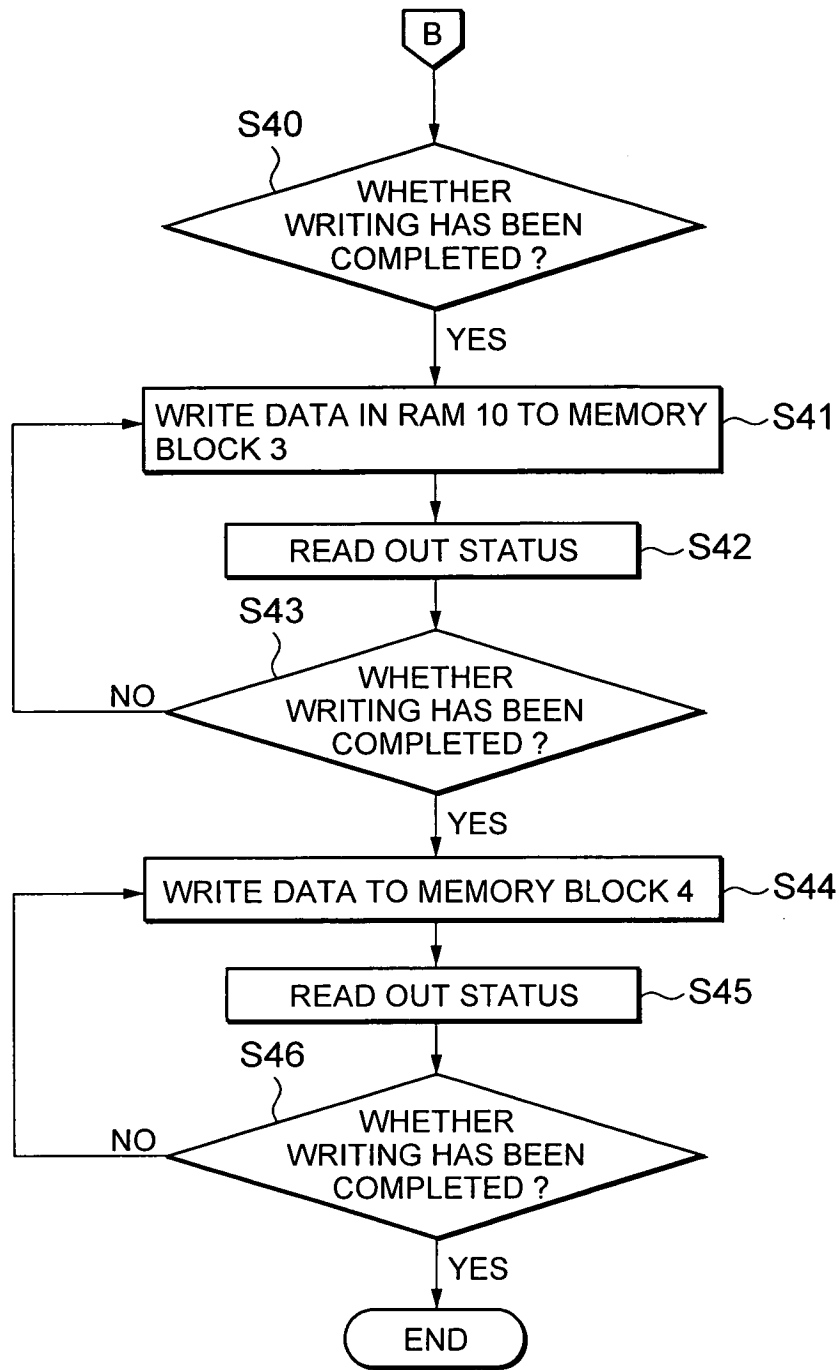 B
S40
WHETHER
WRITING HAS BEEN
COMPLETED ?
YES
WRITE DATA IN RAM 10 TO MEMORY
BLOCK 3
S41
READ OUT STATUS
S42
S43
WHETHER
WRITING HAS BEEN
COMPLETED ?
NO
YES
WRITE DATA TO MEMORY BLOCK 4
S44
READ OUT STATUS
S45
S46
WHETHER
WRITING HAS BEEN
COMPLETED ?
NO
YES
END